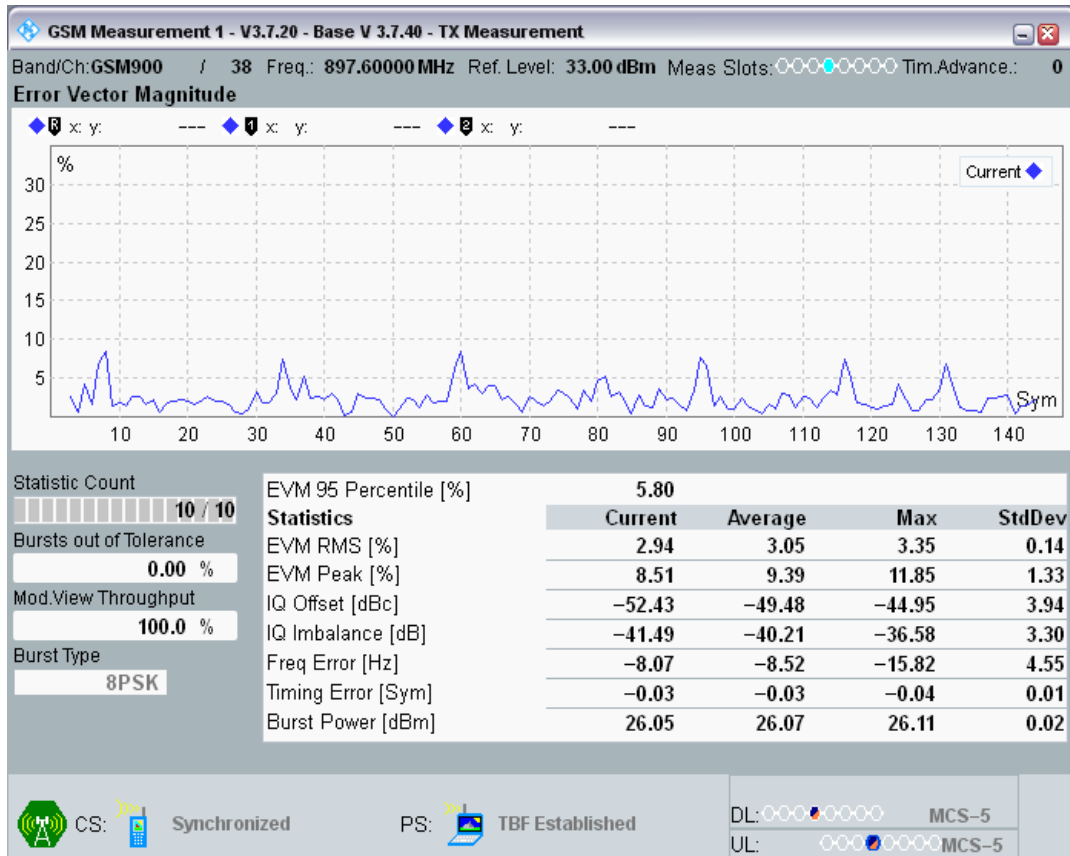 GSM Measurement 1 - V3.7.20 - Base V 3.7.40 - TX Measurement
Band/Ch:GSM900 / 38 Freq.: 897.60000 MHz Ref. Level: 33.00 dBm Meas Slots: Tim.Advance.: 0
Error Vector Magnitude
R x: y: --- 1 x: y: --- 2 x: y: ---
%
Current
30
25
20
15
10
5
Sym
10 20 30 40 50 60 70 80 90 100 110 120 130 140
Statistic Count
10 / 10
Bursts out of Tolerance
0.00 %
Mod.View Throughput
100.0 %
Burst Type
8PSK
EVM 95 Percentile [%] 5.80
Statistics Current Average Max StdDev
EVM RMS [%] 2.94 3.05 3.35 0.14
EVM Peak [%] 8.51 9.39 11.85 1.33
IQ Offset [dBc] −52.43 −49.48 −44.95 3.94
IQ Imbalance [dB] −41.49 −40.21 −36.58 3.30
Freq Error [Hz] −8.07 −8.52 −15.82 4.55
Timing Error [Sym] −0.03 −0.03 −0.04 0.01
Burst Power [dBm] 26.05 26.07 26.11 0.02
CS: Synchronized PS: TBF Established
DL: MCS−5
UL: MCS−5